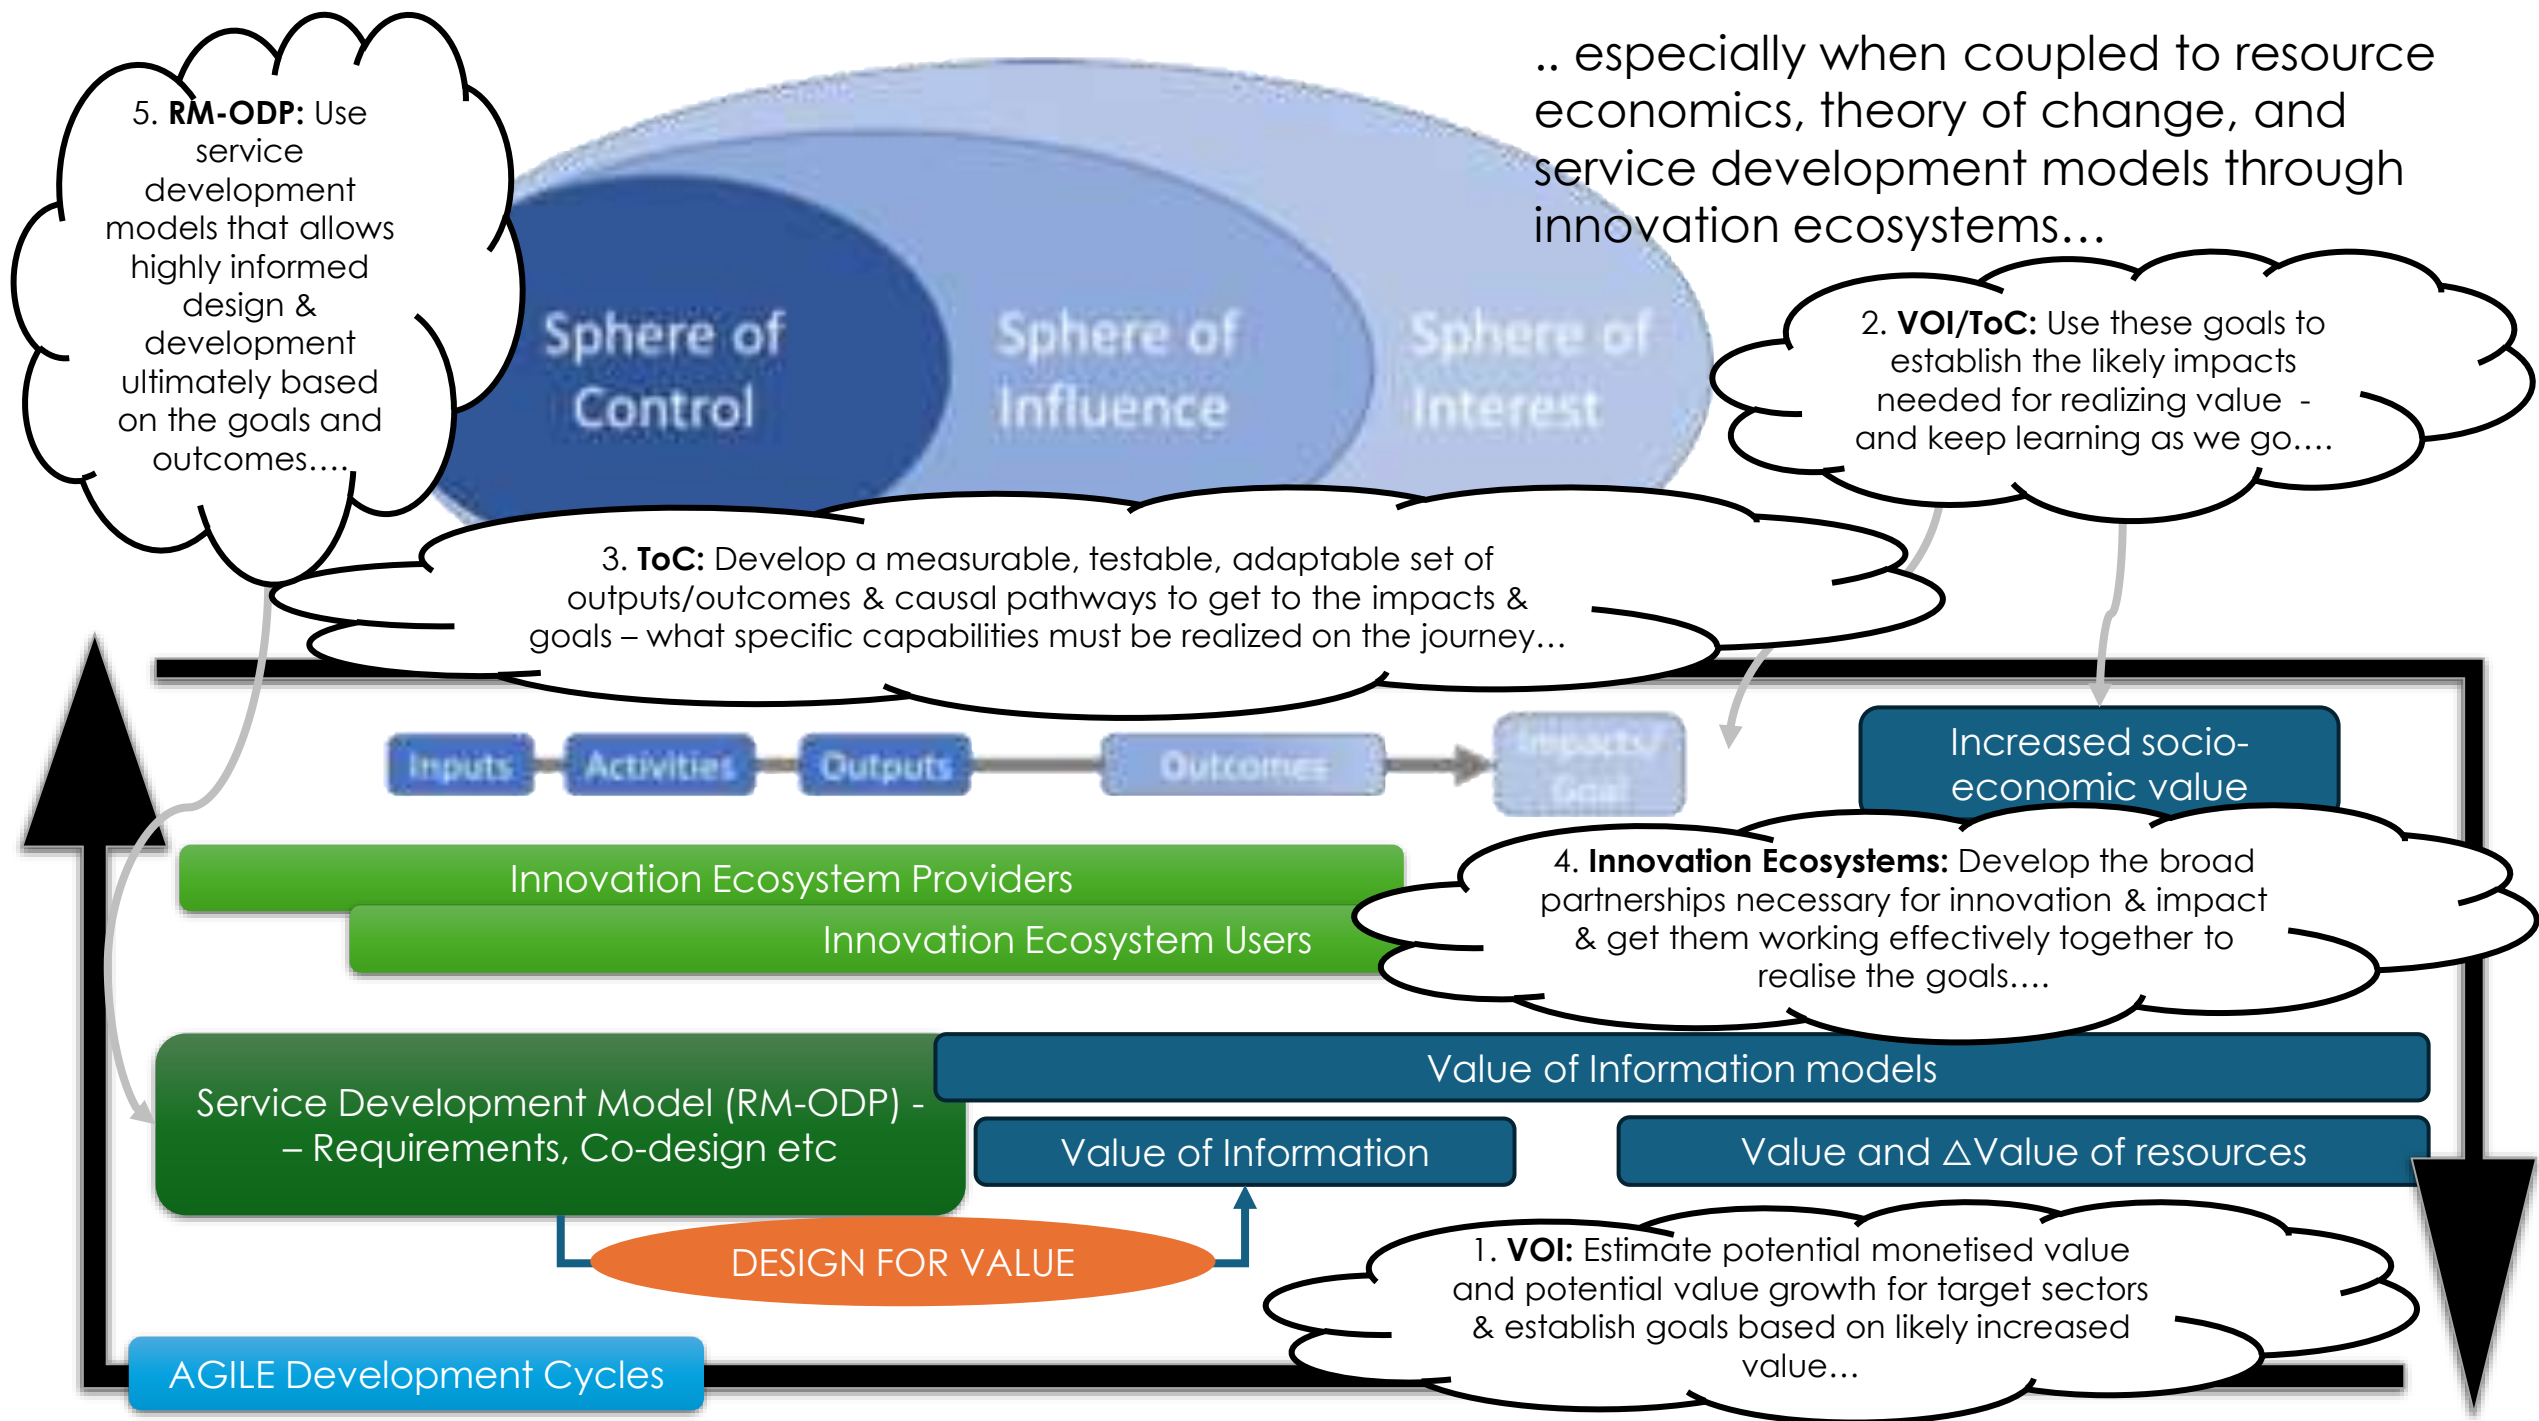 .. especially when coupled to resource
economics, theory of change, and
service development models through
innovation ecosystems…
5. RM-ODP: Use
service
development
models that allows
highly informed
design &
development
ultimately based
on the goals and
outcomes….
Sphere of
Control
Sphere of
Influence
Sphere of
Interest
2. VOI/ToC: Use these goals to
establish the likely impacts
needed for realizing value -
and keep learning as we go….
3. ToC: Develop a measurable, testable, adaptable set of
outputs/outcomes & causal pathways to get to the impacts &
goals – what specific capabilities must be realized on the journey…
Inputs
Activities
Outputs
Outcomes
Impacts/
Goal
Increased socio-
economic value
Innovation Ecosystem Providers
Innovation Ecosystem Users
4. Innovation Ecosystems: Develop the broad
partnerships necessary for innovation & impact
& get them working effectively together to
realise the goals….
Service Development Model (RM-ODP) -
– Requirements, Co-design etc
Value of Information models
Value of Information
Value and △Value of resources
DESIGN FOR VALUE
1. VOI: Estimate potential monetised value
and potential value growth for target sectors
& establish goals based on likely increased
value…
AGILE Development Cycles